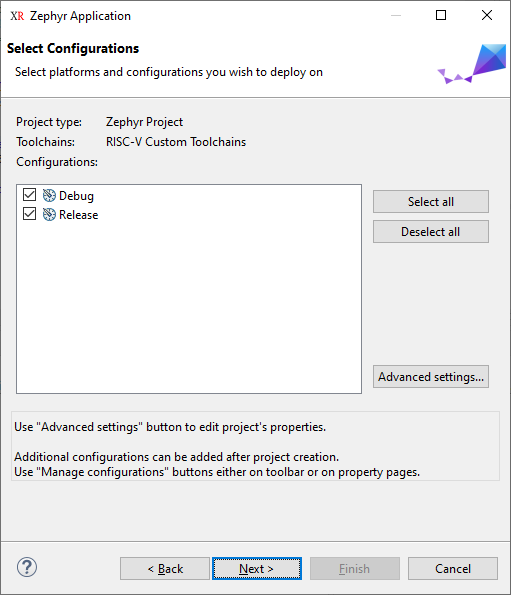 XR Zephyr Application
Select Configurations
Select platforms and configurations you wish to deploy on
Project type: Zephyr Project
Toolchains: RISC-V Custom Toolchains
Configurations:
Debug
Release
Select all
Deselect all
Advanced settings...
Use "Advanced settings" button to edit project's properties.
Additional configurations can be added after project creation.
Use "Manage configurations" buttons either on toolbar or on property pages.
? < Back Next > Finish Cancel